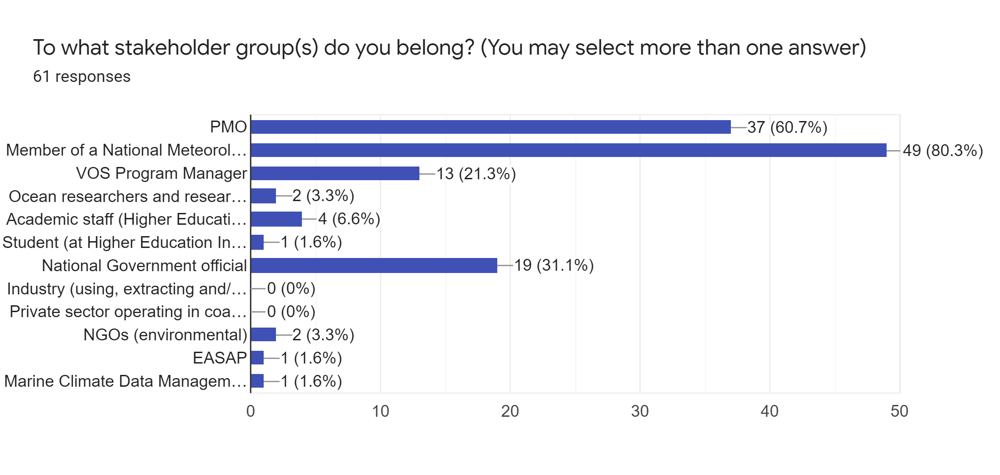 To what stakeholder group(s) do you belong? (You may select more than one answer)
61 responses
PMO 37 (60.7%)
Member of a National Meteorol… 49 (80.3%)
VOS Program Manager 13 (21.3%)
Ocean researchers and resear… 2 (3.3%)
Academic staff (Higher Educati… 4 (6.6%)
Student (at Higher Education In… 1 (1.6%)
National Government official 19 (31.1%)
Industry (using, extracting and/… 0 (0%)
Private sector operating in coa… 0 (0%)
NGOs (environmental) 2 (3.3%)
EASAP 1 (1.6%)
Marine Climate Data Managem… 1 (1.6%)
0 10 20 30 40 50